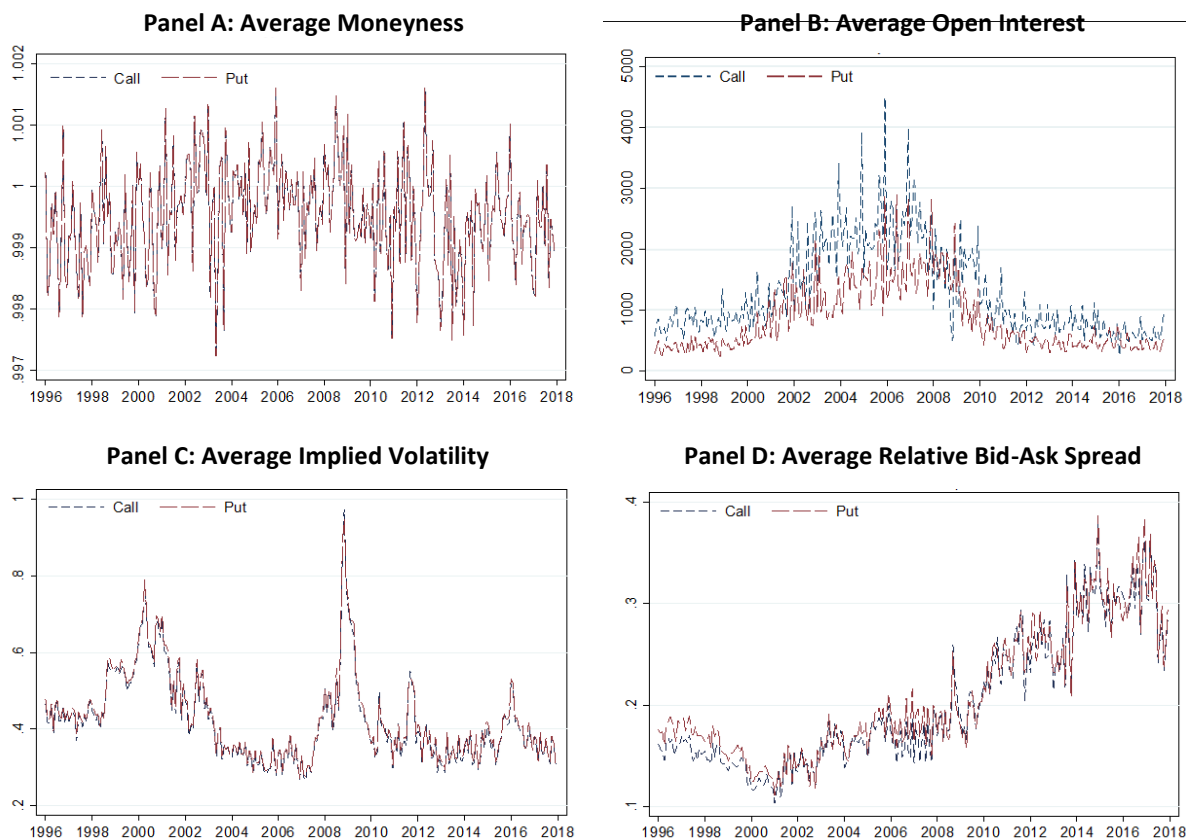 Panel A: Average Moneyness
1.002
1.001
1
.999
.998
.997
Call
Put
1996 1998 2000 2002 2004 2006 2008 2010 2012 2014 2016 2018
Panel B: Average Open Interest
5000
4000
3000
2000
1000
0
Call
Put
1996 1998 2000 2002 2004 2006 2008 2010 2012 2014 2016 2018
Panel C: Average Implied Volatility
1
.8
.6
.4
.2
Call
Put
1996 1998 2000 2002 2004 2006 2008 2010 2012 2014 2016 2018
Panel D: Average Relative Bid-Ask Spread
.4
.3
.2
.1
Call
Put
1996 1998 2000 2002 2004 2006 2008 2010 2012 2014 2016 2018